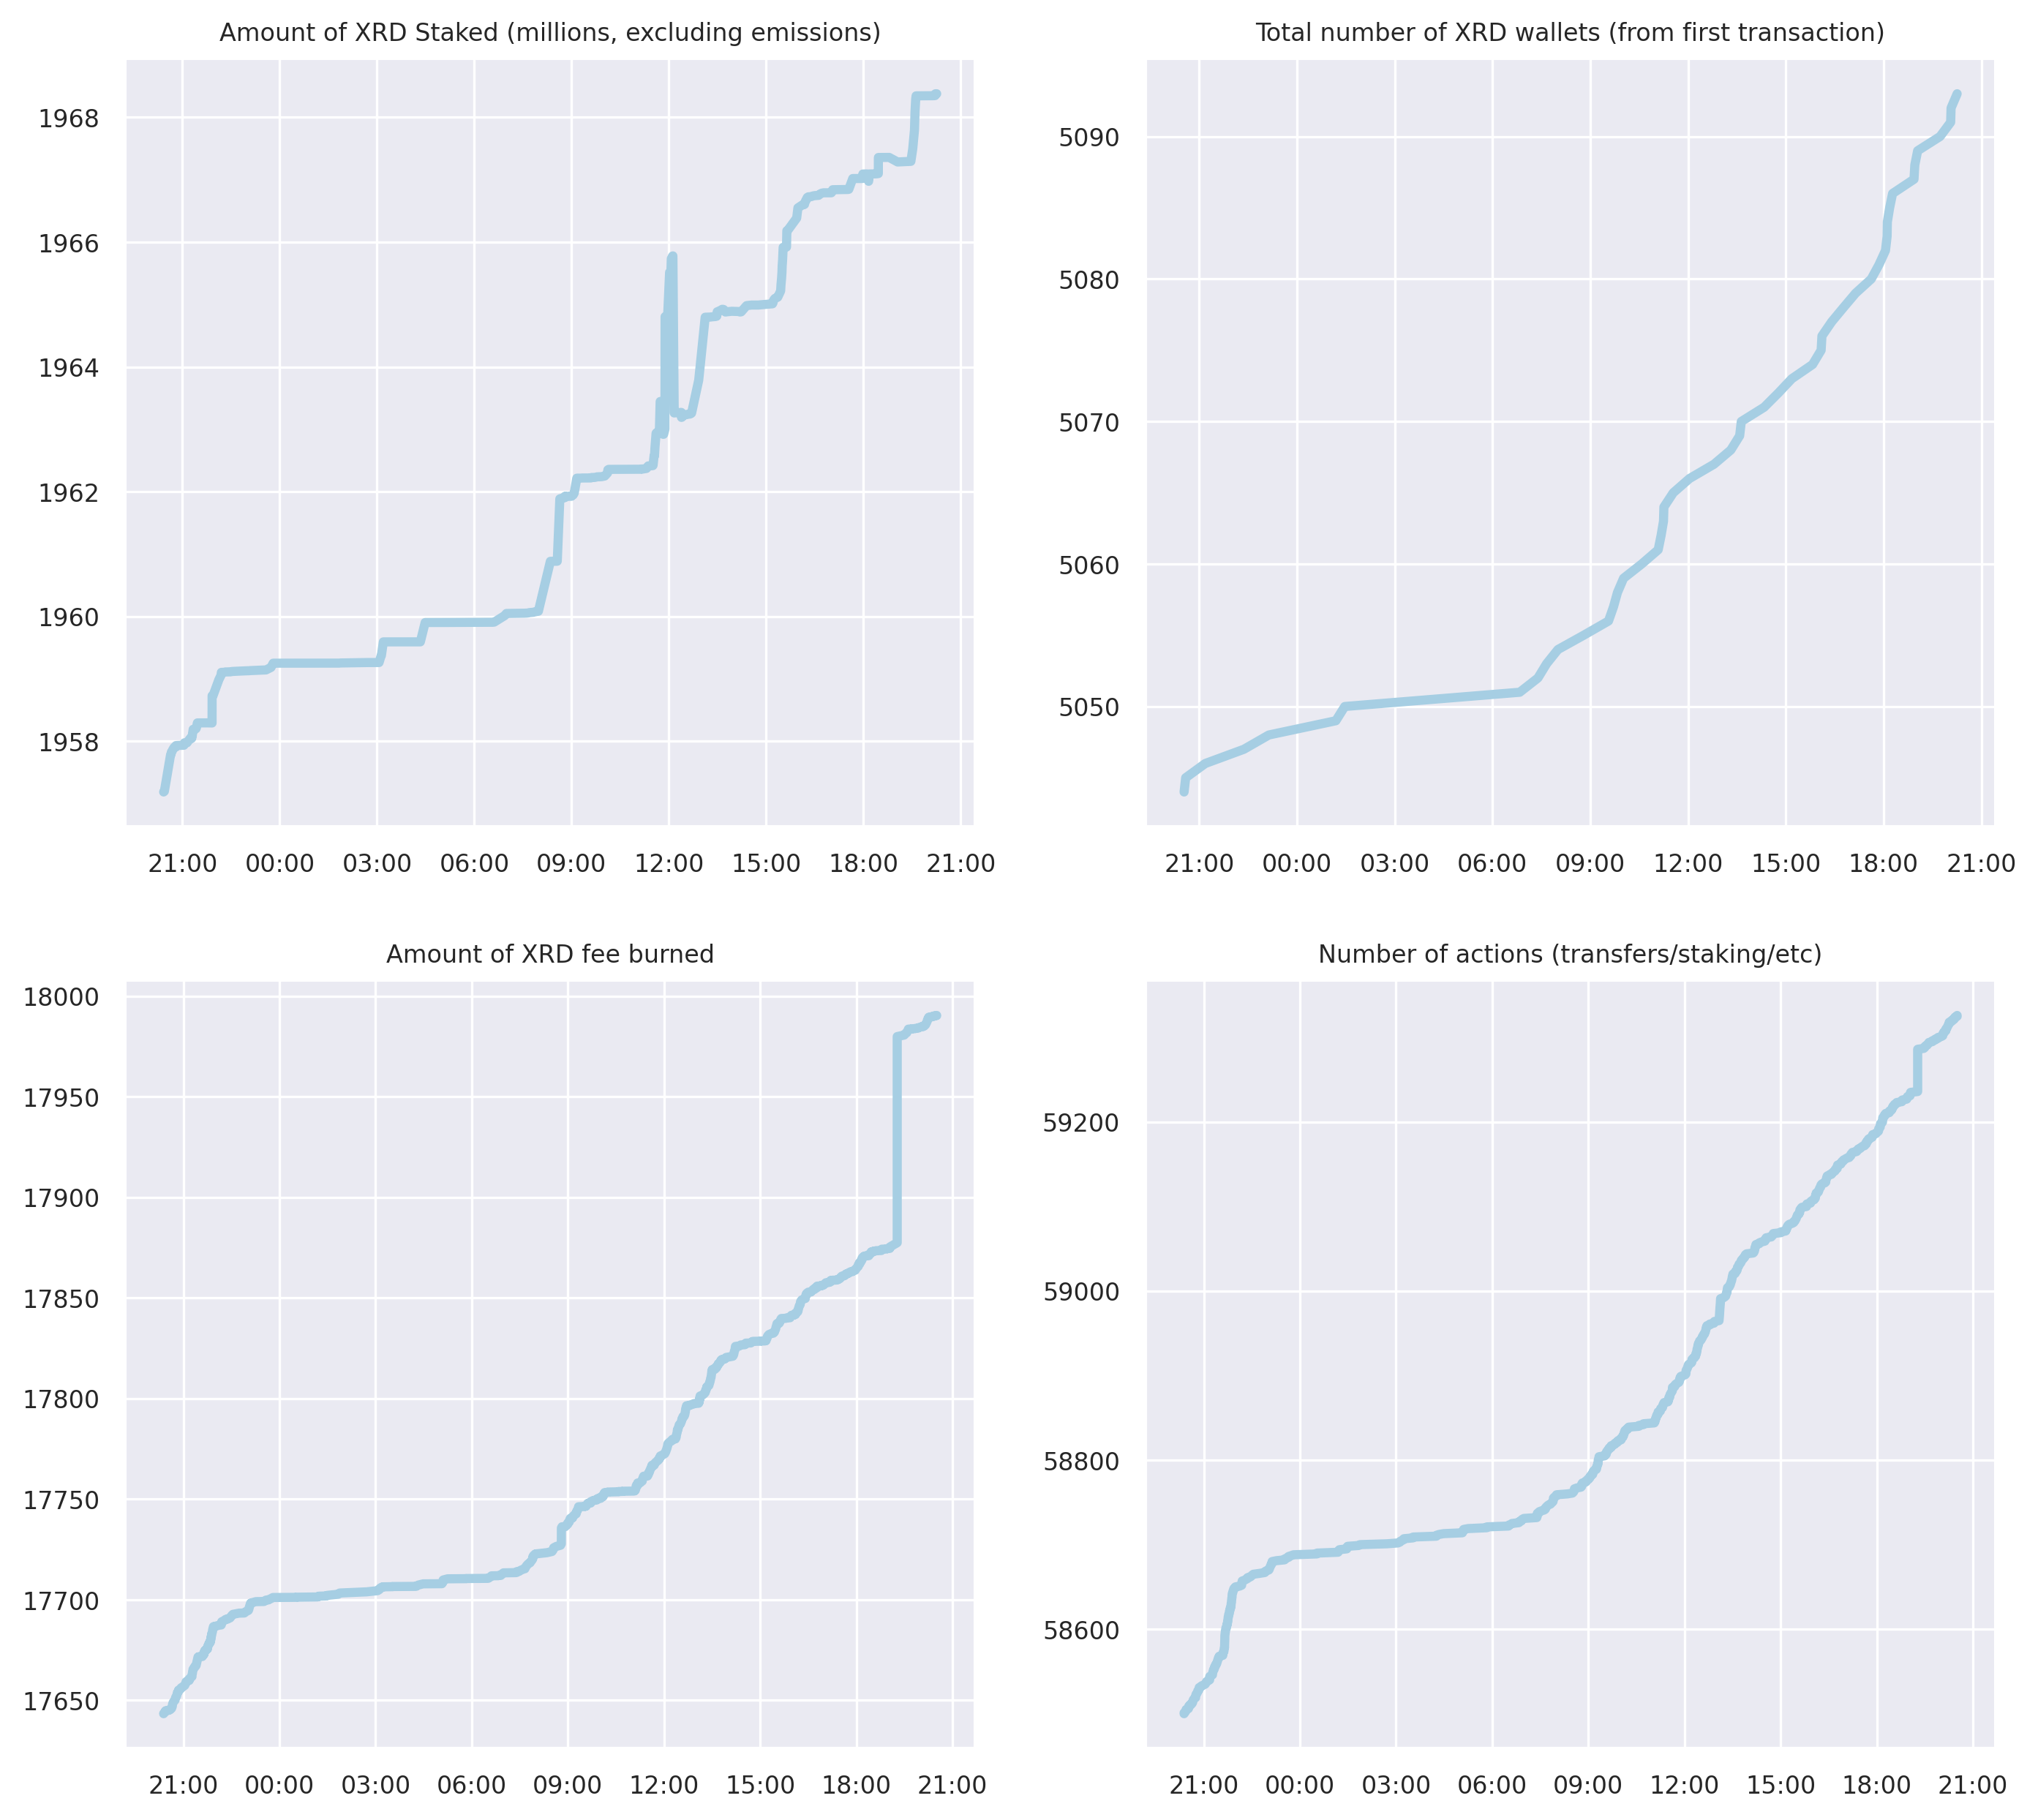 Amount of XRD Staked (millions, excluding emissions)
1968
1966
1964
1962
1960
1958
21:00 00:00 03:00 06:00 09:00 12:00 15:00 18:00 21:00
Total number of XRD wallets (from first transaction)
5090
5080
5070
5060
5050
21:00 00:00 03:00 06:00 09:00 12:00 15:00 18:00 21:00
Amount of XRD fee burned
18000
17950
17900
17850
17800
17750
17700
17650
21:00 00:00 03:00 06:00 09:00 12:00 15:00 18:00 21:00
Number of actions (transfers/staking/etc)
59200
59000
58800
58600
21:00 00:00 03:00 06:00 09:00 12:00 15:00 18:00 21:00